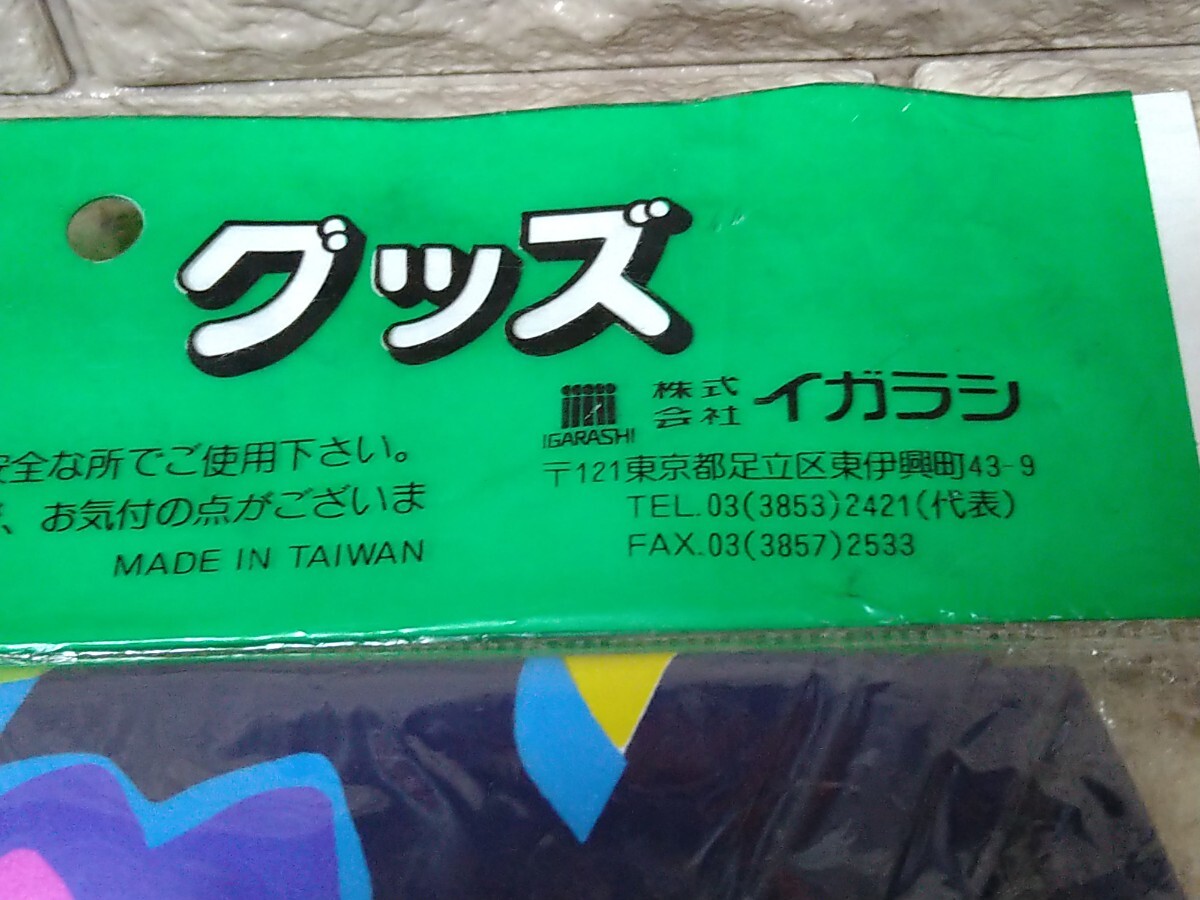 グッズ
IGARASHI
株式会社 イガラシ
〒121東京都足立区東伊興町43-9
TEL.03(3853)2421(代表)
FAX.03(3857)2533
全な所でご使用下さい。
、お気付の点がございま
MADE IN TAIWAN